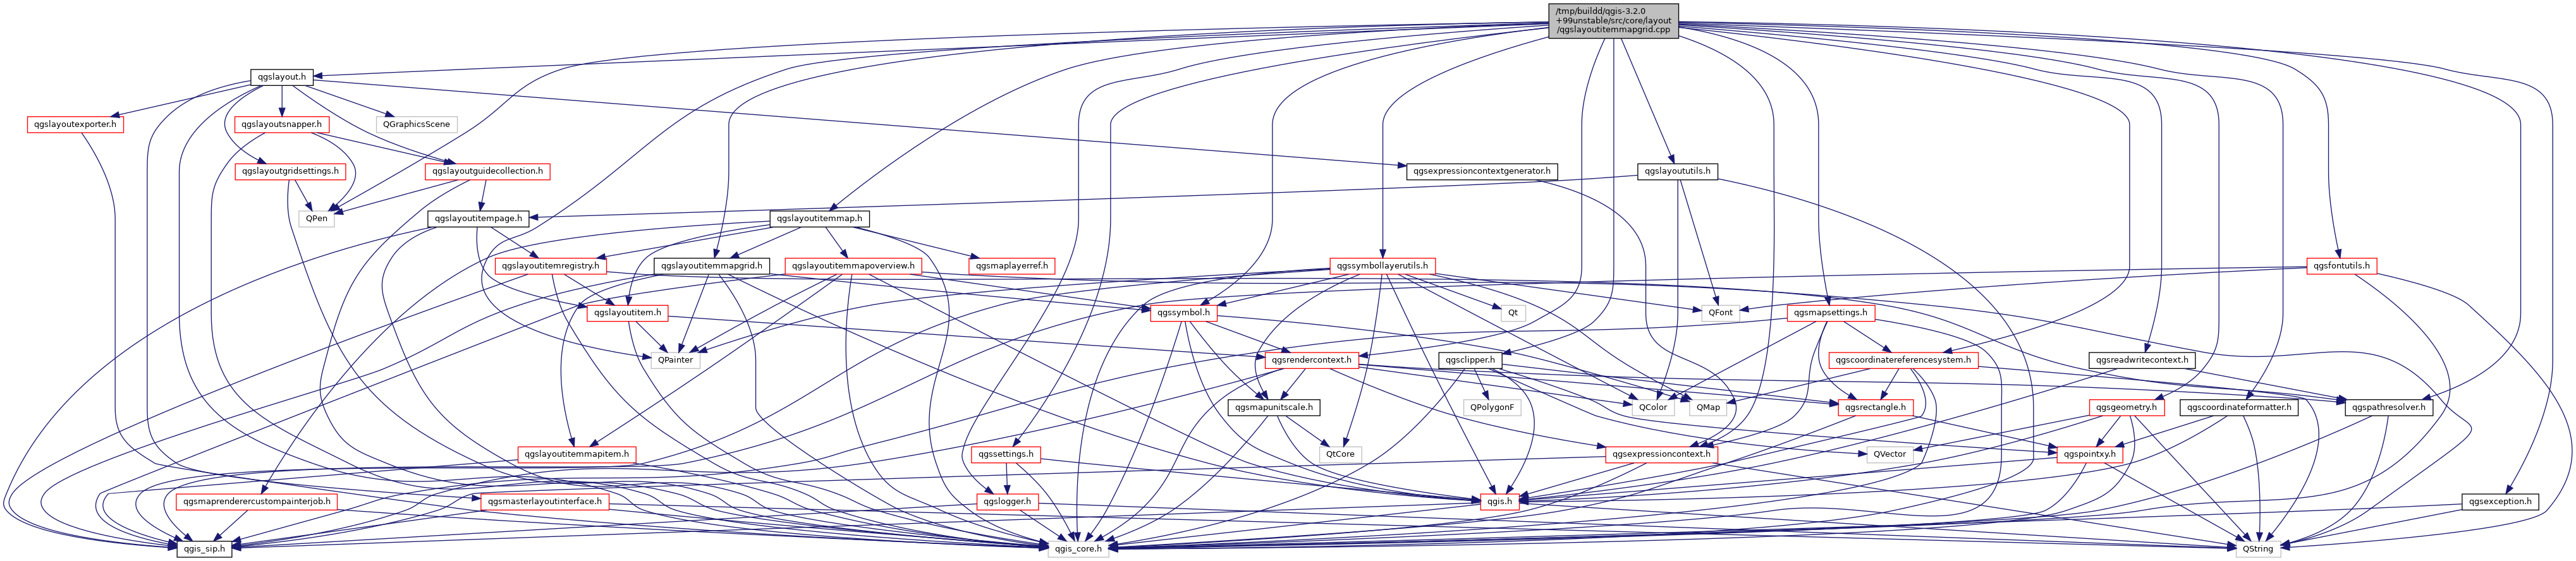 /tmp/buildd/qgis-3.2.0
+99unstable/src/core/layout
/qgslayoutitemmapgrid.cpp
qgslayout.h
qgslayoutexporter.h
qgslayoutsnapper.h
QGraphicsScene
qgslayoutgridsettings.h
qgslayoutguidecollection.h
qgsexpressioncontextgenerator.h
qgslayoututils.h
QPen
qgslayoutitempage.h
qgslayoutitemmap.h
qgslayoutitemregistry.h
qgslayoutitemmapgrid.h
qgslayoutitemmapoverview.h
qgsmaplayerref.h
qgssymbollayerutils.h
qgsfontutils.h
qgslayoutitem.h
qgssymbol.h
Qt
QFont
qgsmapsettings.h
QPainter
qgsrendercontext.h
qgsclipper.h
qgscoordinatereferencesystem.h
qgsreadwritecontext.h
qgsmapunitscale.h
QPolygonF
QColor
QMap
qgsrectangle.h
qgsgeometry.h
qgscoordinateformatter.h
qgspathresolver.h
qgslayoutitemmapitem.h
qgssettings.h
QtCore
qgsexpressioncontext.h
QVector
qgspointxy.h
qgsmaprenderercustompainterjob.h
qgsmasterlayoutinterface.h
qgslogger.h
qgis.h
qgsexception.h
qgis_sip.h
qgis_core.h
QString